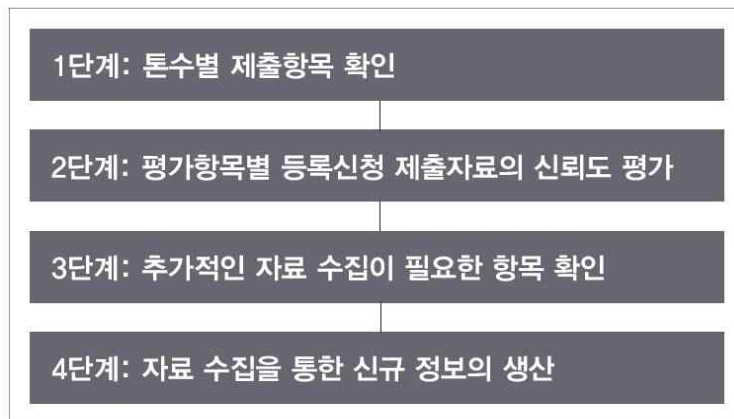 1단계: 톤수별 제출항목 확인
2단계: 평가항목별 등록신청 제출자료의 신뢰도 평가
3단계: 추가적인 자료 수집이 필요한 항목 확인
4단계: 자료 수집을 통한 신규 정보의 생산